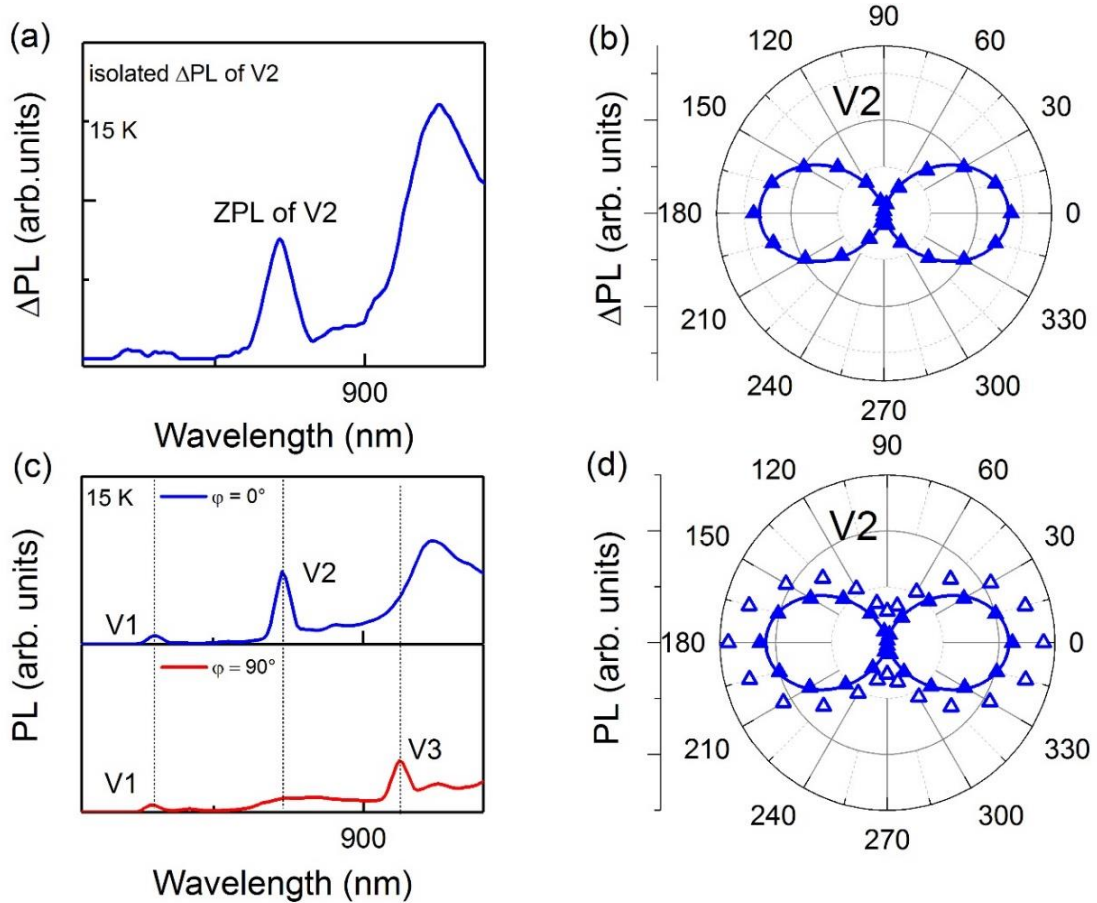 (a)
isolated ΔPL of V2
15 K
ZPL of V2
ΔPL (arb.units)
900
Wavelength (nm)
(b)
V2
ΔPL (arb. units)
90
60
30
0
330
300
270
240
210
180
150
120
(c)
15 K
φ = 0°
V1
V2
φ = 90°
V1
V3
PL (arb. units)
900
Wavelength (nm)
(d)
V2
PL (arb. units)
90
60
30
0
330
300
270
240
210
180
150
120